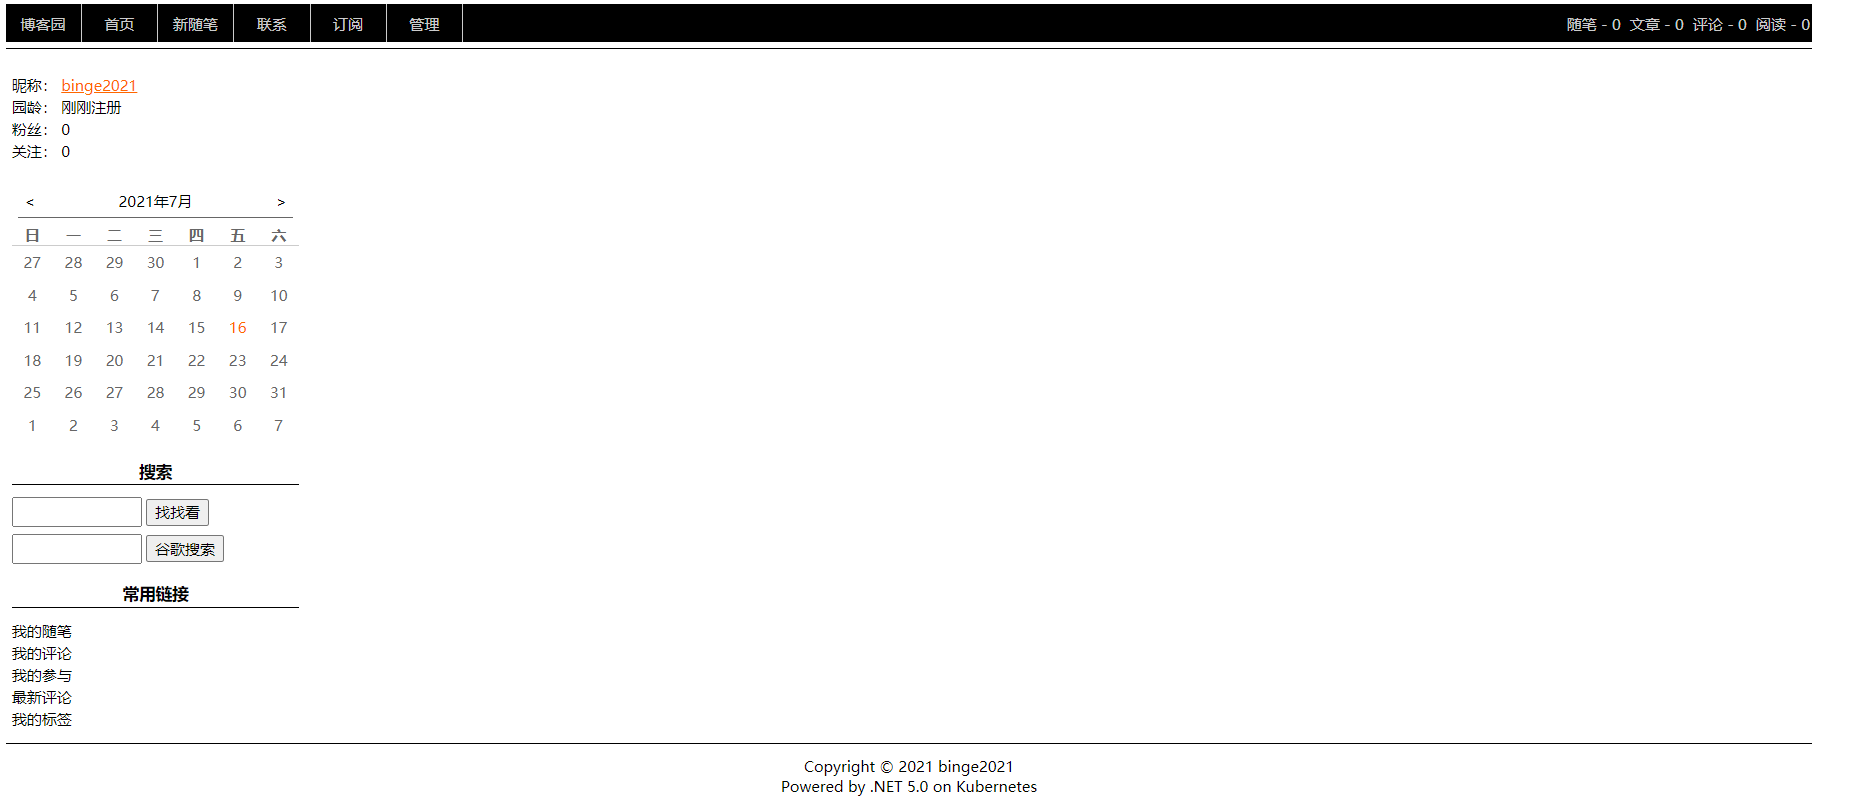 博客园 首页 新随笔 联系 订阅 管理 随笔 - 0 文章 - 0 评论 - 0 阅读 - 0
昵称： binge2021
园龄： 刚刚注册
粉丝： 0
关注： 0
< 2021年7月 >
日 一 二 三 四 五 六
27 28 29 30 1 2 3
4 5 6 7 8 9 10
11 12 13 14 15 16 17
18 19 20 21 22 23 24
25 26 27 28 29 30 31
1 2 3 4 5 6 7
搜索
找找看
谷歌搜索
常用链接
我的随笔
我的评论
我的参与
最新评论
我的标签
Copyright © 2021 binge2021
Powered by .NET 5.0 on Kubernetes